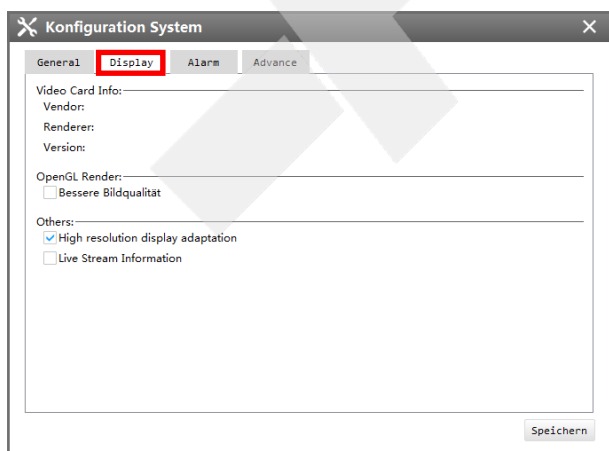 Konfiguration System
General Display Alarm Advance
Video Card Info:
Vendor:
Renderer:
Version:
OpenGL Render:
Bessere Bildqualität
Others:
High resolution display adaptation
Live Stream Information
Speichern